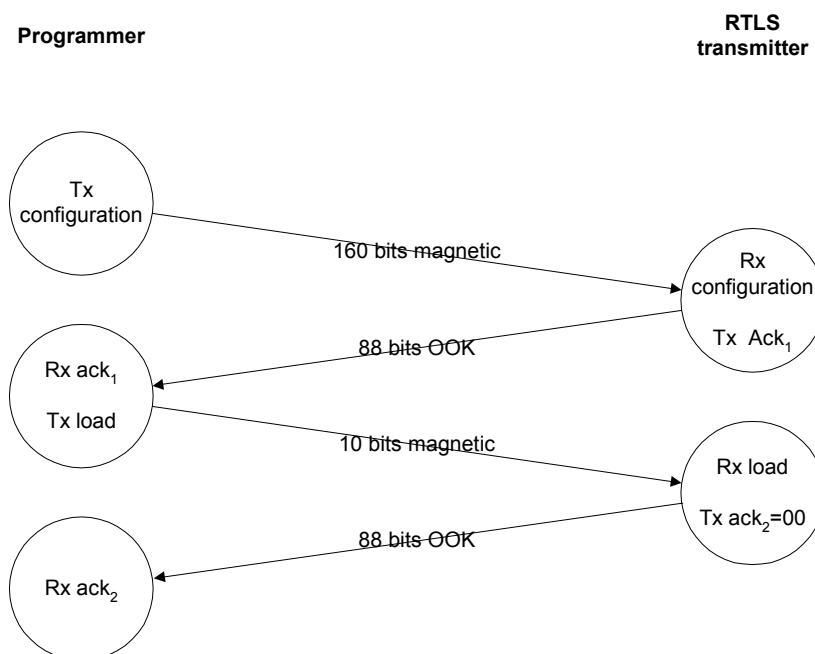 Programmer
RTLS
transmitter
Tx
configuration
160 bits magnetic
Rx
configuration
Tx Ack₁
88 bits OOK
Rx ack₁
Tx load
10 bits magnetic
Rx load
Tx ack₂=00
88 bits OOK
Rx ack₂